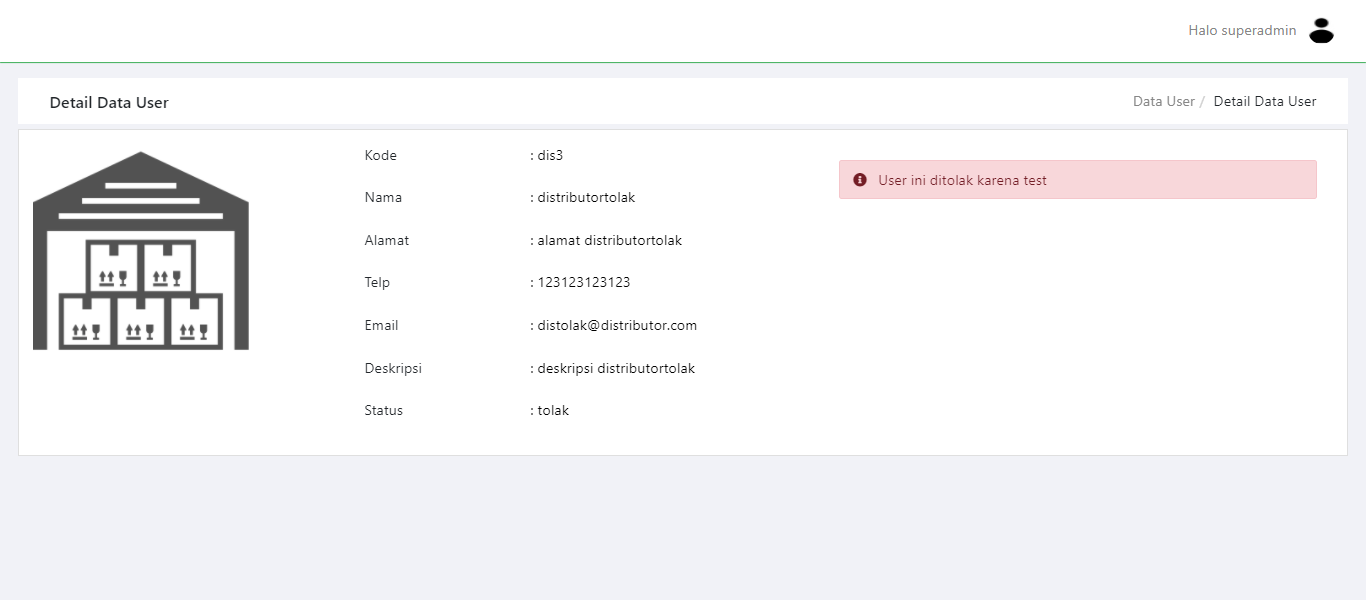 Halo superadmin
Detail Data User
Data User / Detail Data User
Kode : dis3
User ini ditolak karena test
Nama : distributortolak
Alamat : alamat distributortolak
Telp : 123123123123
Email : distolak@distributor.com
Deskripsi : deskripsi distributortolak
Status : tolak